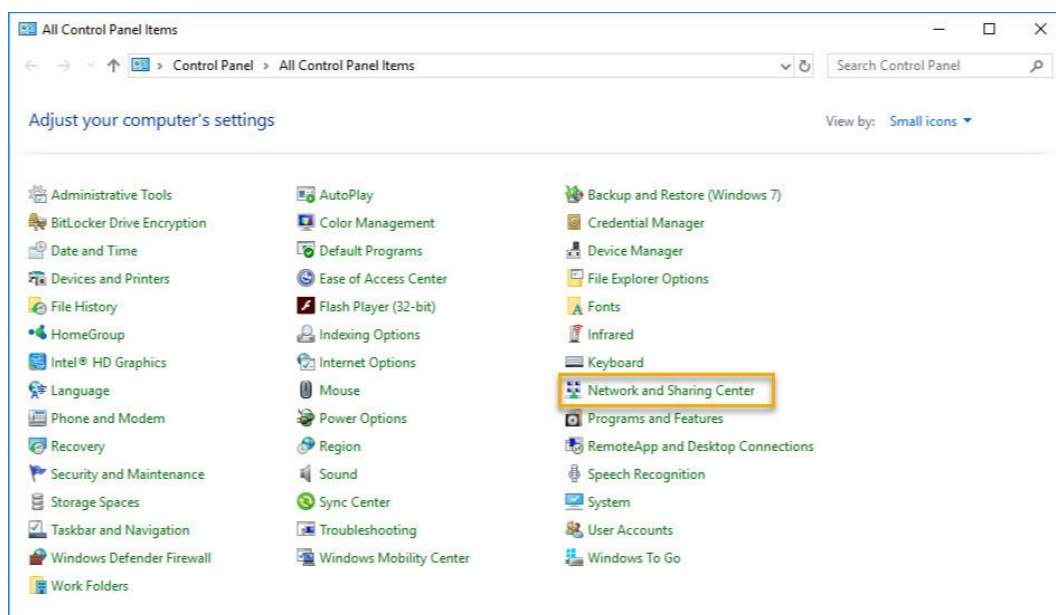 All Control Panel Items
Control Panel > All Control Panel Items
Search Control Panel
Adjust your computer's settings
View by: Small icons
Administrative Tools
AutoPlay
Backup and Restore (Windows 7)
BitLocker Drive Encryption
Color Management
Credential Manager
Date and Time
Default Programs
Device Manager
Devices and Printers
Ease of Access Center
File Explorer Options
File History
Flash Player (32-bit)
Fonts
HomeGroup
Indexing Options
Infrared
Intel® HD Graphics
Internet Options
Keyboard
Language
Mouse
Network and Sharing Center
Phone and Modem
Power Options
Programs and Features
Recovery
Region
RemoteApp and Desktop Connections
Security and Maintenance
Sound
Speech Recognition
Storage Spaces
Sync Center
System
Taskbar and Navigation
Troubleshooting
User Accounts
Windows Defender Firewall
Windows Mobility Center
Windows To Go
Work Folders